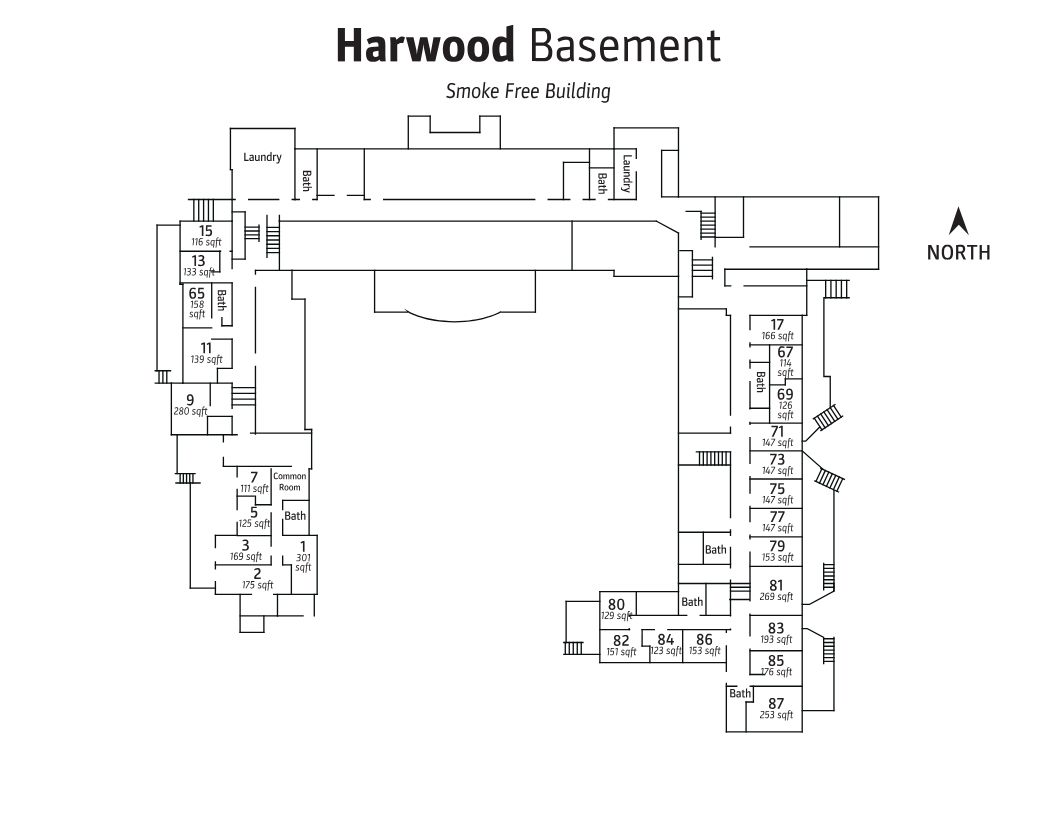 Harwood Basement
Smoke Free Building
Laundry
Bath
Bath
Laundry
NORTH
15
116 sqft
13
133 sqft
65
158
sqft
Bath
11
139 sqft
9
280 sqft
7
111 sqft
Common
Room
5
125 sqft
Bath
3
169 sqft
1
301
sqft
2
175 sqft
17
166 sqft
67
114
sqft
Bath
69
126
sqft
71
147 sqft
73
147 sqft
75
147 sqft
77
147 sqft
79
153 sqft
Bath
81
269 sqft
Bath
80
129 sqft
82
151 sqft
84
123 sqft
86
153 sqft
83
193 sqft
85
176 sqft
Bath
87
253 sqft